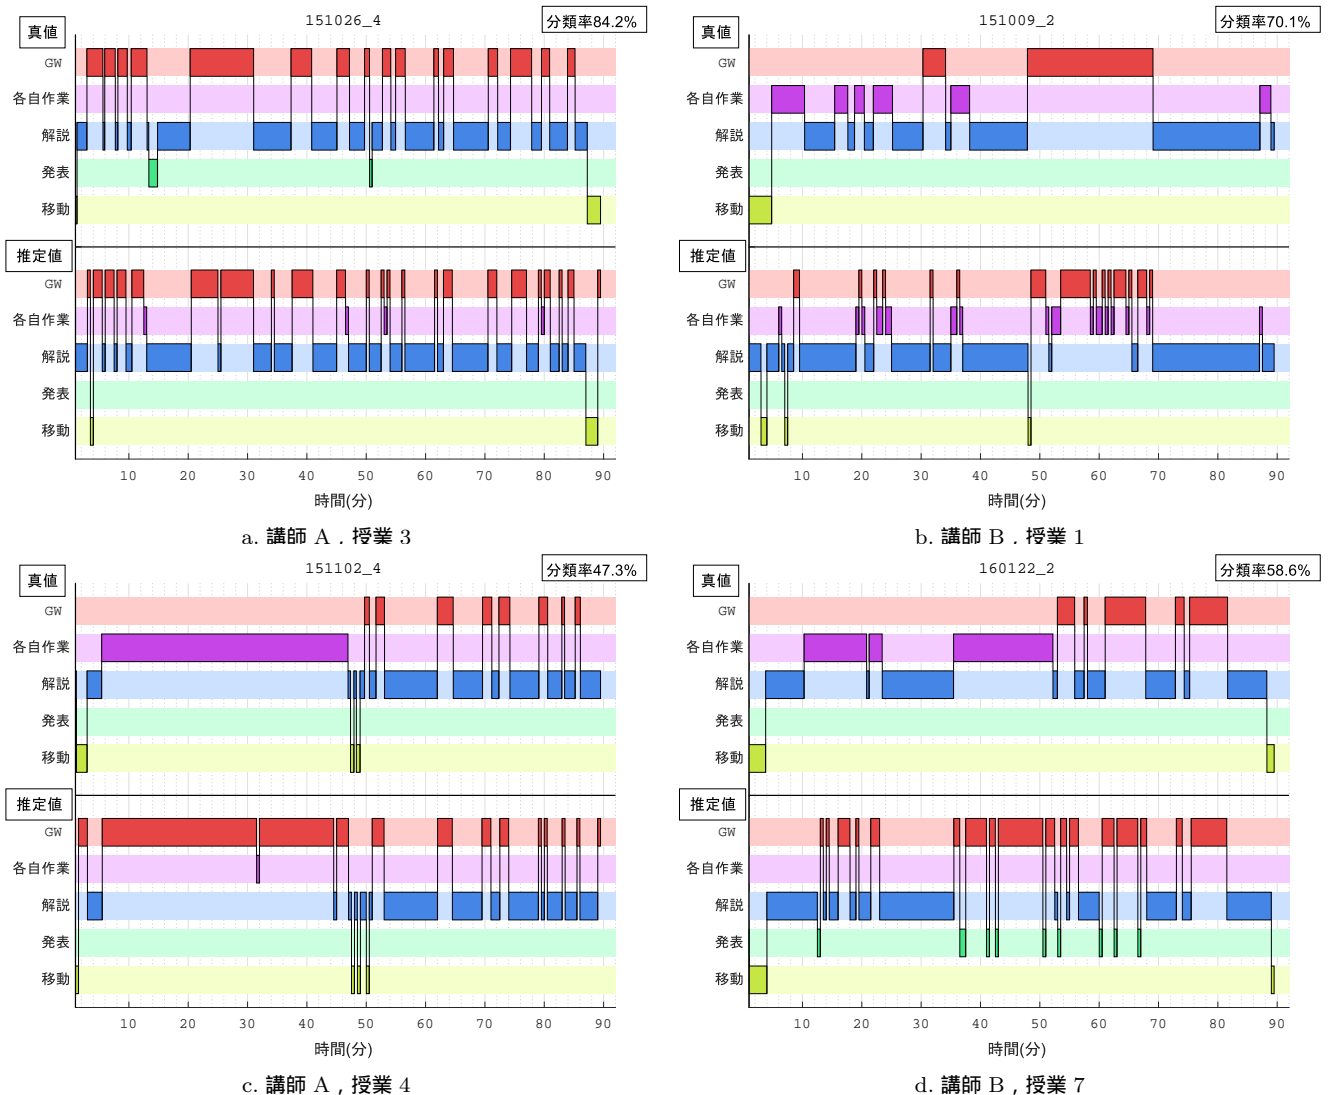 真値
151026_4
分類率84.2%
GW
各自作業
解説
発表
移動
推定値
GW
各自作業
解説
発表
移動
10 20 30 40 50 60 70 80 90
時間(分)
a. 講師 A , 授業 3
真値
151009_2
分類率70.1%
GW
各自作業
解説
発表
移動
推定値
GW
各自作業
解説
発表
移動
10 20 30 40 50 60 70 80 90
時間(分)
b. 講師 B , 授業 1
真値
151102_4
分類率47.3%
GW
各自作業
解説
発表
移動
推定値
GW
各自作業
解説
発表
移動
10 20 30 40 50 60 70 80 90
時間(分)
c. 講師 A , 授業 4
真値
160122_2
分類率58.6%
GW
各自作業
解説
発表
移動
推定値
GW
各自作業
解説
発表
移動
10 20 30 40 50 60 70 80 90
時間(分)
d. 講師 B , 授業 7